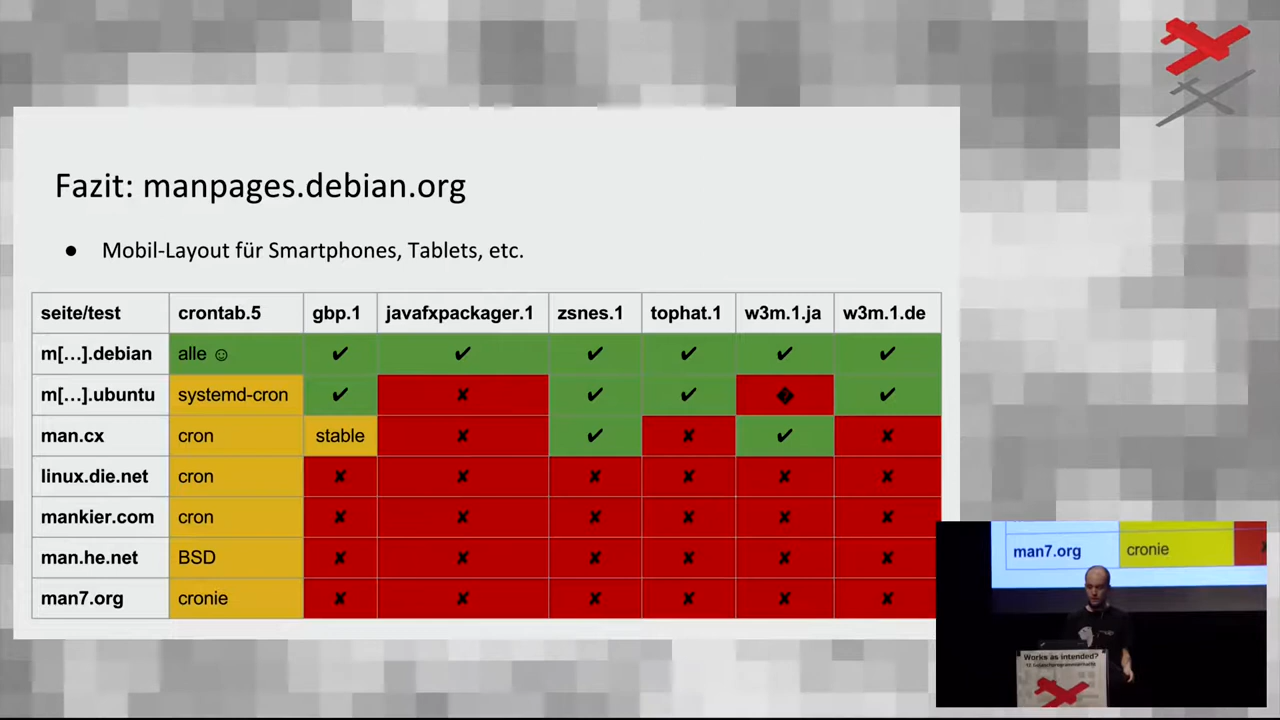 Fazit: manpages.debian.org
● Mobil-Layout für Smartphones, Tablets, etc.
seite/test crontab.5 gbp.1 javafxpackager.1 zsnes.1 tophat.1 w3m.1.ja w3m.1.de
m[…].debian alle ☺ ✔ ✔ ✔ ✔ ✔ ✔
m[…].ubuntu systemd-cron ✔ ✘ ✔ ✔ � ✔
man.cx cron stable ✘ ✔ ✘ ✔ ✘
linux.die.net cron ✘ ✘ ✘ ✘ ✘ ✘
mankier.com cron ✘ ✘ ✘ ✘ ✘ ✘
man.he.net BSD ✘ ✘ ✘ ✘ ✘ ✘
man7.org cronie ✘ ✘ ✘ ✘ ✘ ✘
man7.org cronie
Works as intended?